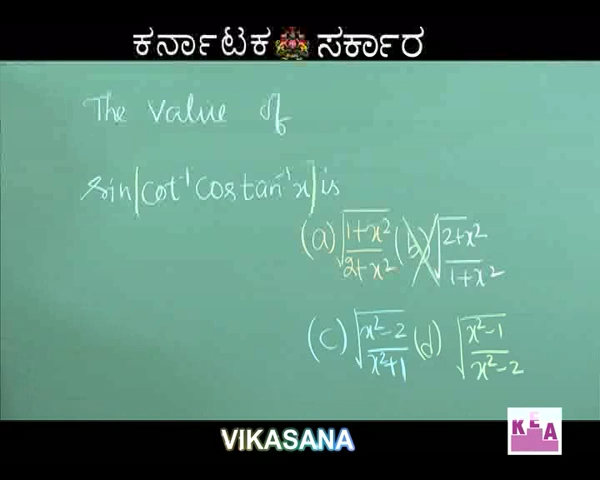 ಕರ್ನಾಟಕ ಸರ್ಕಾರ
The value of
sin[cot⁻¹ cos tan⁻¹ x] is
(a) √(1+x²/2+x²) (b) √(2+x²/1+x²)
(c) √(x²-2/x²+1) (d) √(x²-1/x²-2)
KEA
VIKASANA